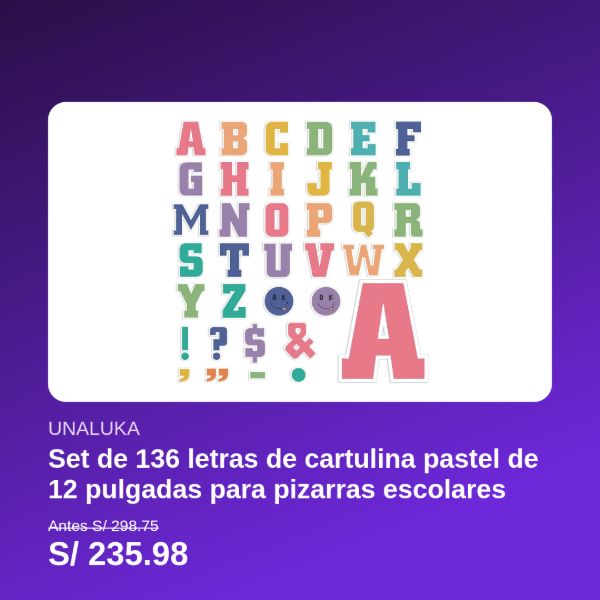 A B C D E F
G H I J K L
M N O P Q R
S T U V W X
Y Z
A
! ? $ &
, ,, - .
UNALUKA
Set de 136 letras de cartulina pastel de
12 pulgadas para pizarras escolares
Antes S/ 298.75
S/ 235.98